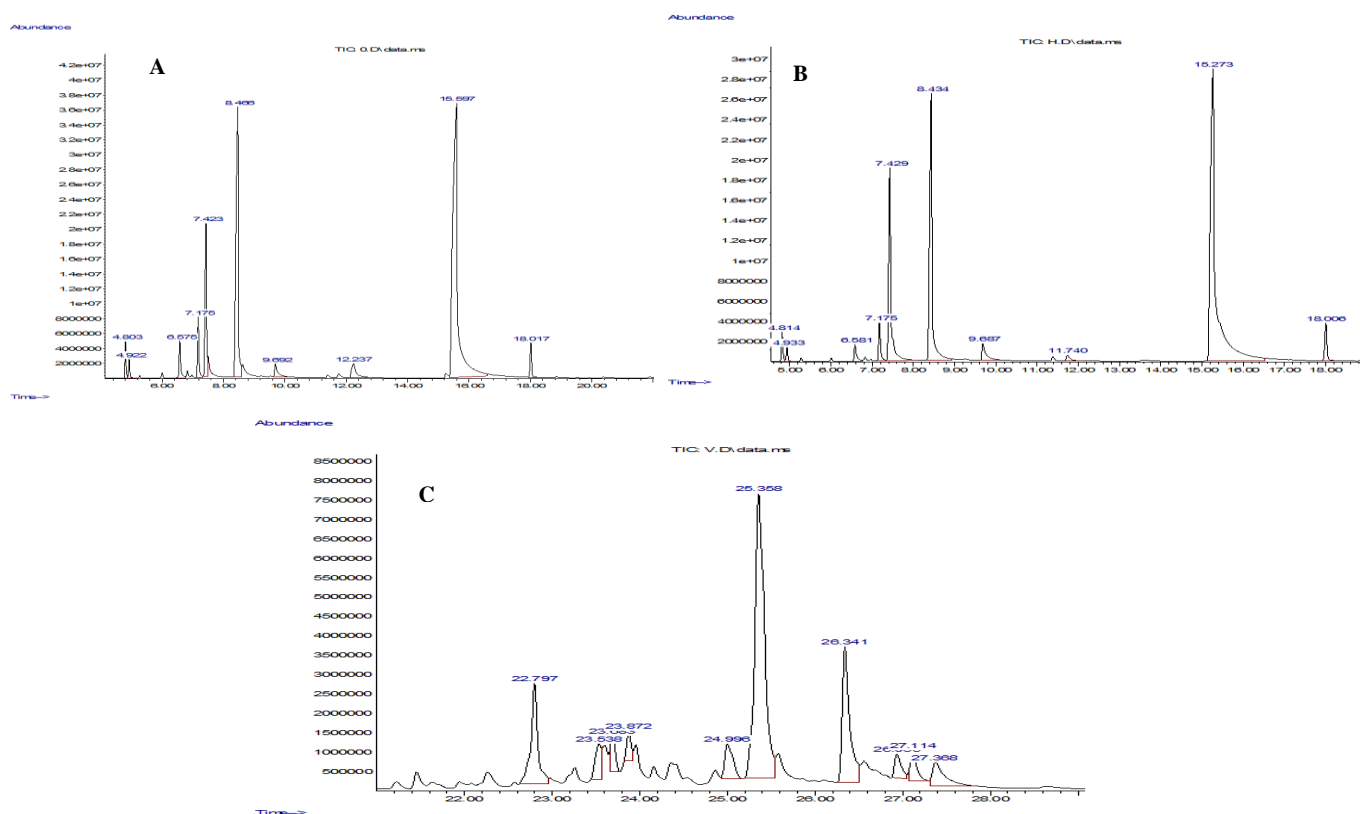 Abundance
TIC: 0.D\data.ms
A
4.2e+07
4e+07
3.8e+07
3.6e+07
3.4e+07
3.2e+07
3e+07
2.8e+07
2.6e+07
2.4e+07
2.2e+07
2e+07
1.8e+07
1.6e+07
1.4e+07
1.2e+07
1e+07
8000000
6000000
4000000
2000000
4.803
4.922
6.575
7.175
7.423
8.466
9.692
12.237
15.597
18.017
6.00 8.00 10.00 12.00 14.00 16.00 18.00 20.00
Time-->
Abundance
TIC: H.D\data.ms
B
3e+07
2.8e+07
2.6e+07
2.4e+07
2.2e+07
2e+07
1.8e+07
1.6e+07
1.4e+07
1.2e+07
1e+07
8000000
6000000
4000000
2000000
4.814
4.933
6.581
7.175
7.429
8.434
9.687
11.740
15.273
18.006
5.00 6.00 7.00 8.00 9.00 10.00 11.00 12.00 13.00 14.00 15.00 16.00 17.00 18.00
Time-->
Abundance
TIC: V.D\data.ms
C
8500000
8000000
7500000
7000000
6500000
6000000
5500000
5000000
4500000
4000000
3500000
3000000
2500000
2000000
1500000
1000000
500000
22.797
23.538
23.872
24.996
25.358
26.341
27.114
27.368
22.00 23.00 24.00 25.00 26.00 27.00 28.00
Time-->